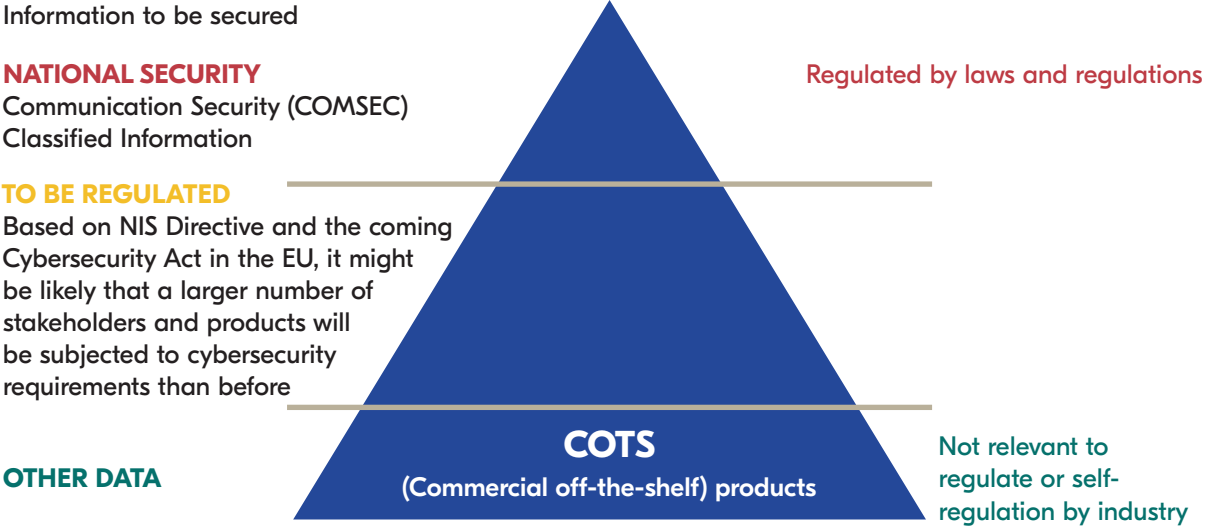 Information to be secured
NATIONAL SECURITY
Communication Security (COMSEC)
Classified Information
Regulated by laws and regulations
TO BE REGULATED
Based on NIS Directive and the coming
Cybersecurity Act in the EU, it might
be likely that a larger number of
stakeholders and products will
be subjected to cybersecurity
requirements than before
OTHER DATA
COTS
(Commercial off-the-shelf) products
Not relevant to
regulate or self-
regulation by industry